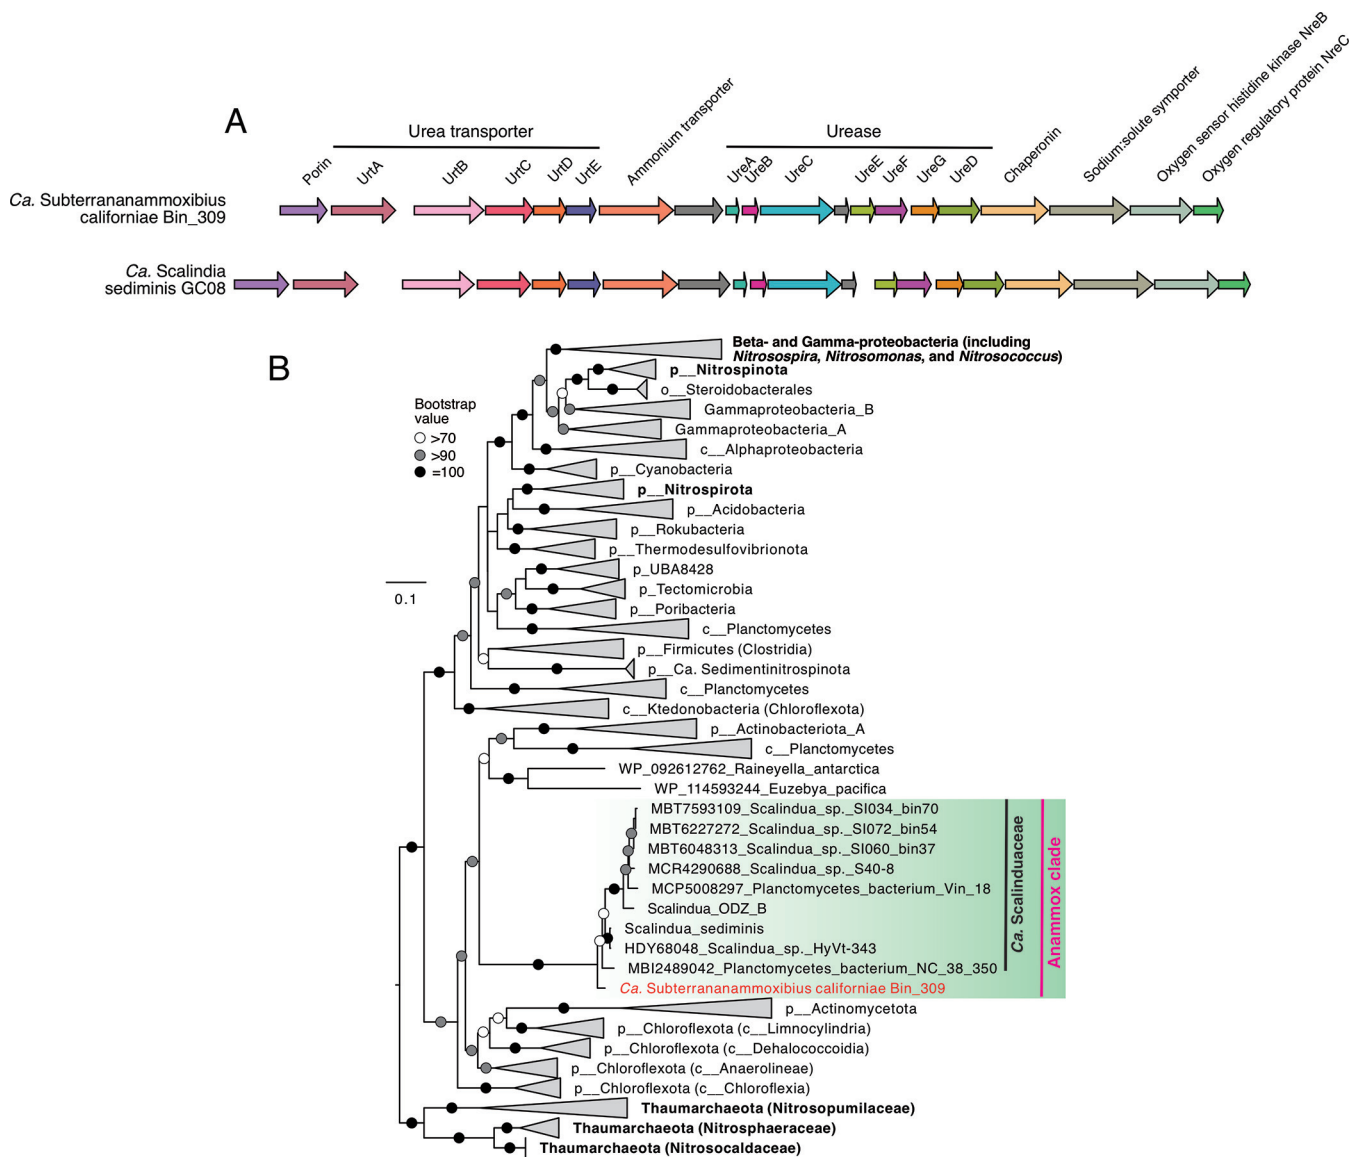 A
Urea transporter
Urease
Porin
UrtA
UrtB
UrtC
UrtD
UrtE
Ammonium transporter
UreA
UreB
UreC
UreE
UreF
UreG
UreD
Chaperonin
Sodium:solute symporter
Oxygen sensor histidine kinase NreB
Oxygen regulatory protein NreC
Ca. Subterrananammoxibius
californiae Bin_309
Ca. Scalindia
sediminis GC08
B
Bootstrap
value
>70
>90
=100
0.1
Beta- and Gamma-proteobacteria (including
Nitrosospira, Nitrosomonas, and Nitrosococcus)
p__Nitrospinota
o__Steroidobacterales
Gammaproteobacteria_B
Gammaproteobacteria_A
c__Alphaproteobacteria
p__Cyanobacteria
p__Nitrospirota
p__Acidobacteria
p__Rokubacteria
p__Thermodesulfovibrionota
p_UBA8428
p_Tectomicrobia
p__Poribacteria
c__Planctomycetes
p__Firmicutes (Clostridia)
p__Ca. Sedimentinitrospinota
c__Planctomycetes
c__Ktedonobacteria (Chloroflexota)
p__Actinobacteriota_A
c__Planctomycetes
WP_092612762_Raineyella_antarctica
WP_114593244_Euzebya_pacifica
MBT7593109_Scalindua_sp._SI034_bin70
MBT6227272_Scalindua_sp._SI072_bin54
MBT6048313_Scalindua_sp._SI060_bin37
MCR4290688_Scalindua_sp._S40-8
MCP5008297_Planctomycetes_bacterium_Vin_18
Scalindua_ODZ_B
Scalindua_sediminis
HDY68048_Scalindua_sp._HyVt-343
MBI2489042_Planctomycetes_bacterium_NC_38_350
Ca. Subterrananammoxibius californiae Bin_309
Ca. Scalinduaceae
Anammox clade
p__Actinomycetota
p__Chloroflexota (c__Limnocylindria)
p__Chloroflexota (c__Dehalococcoidia)
p__Chloroflexota (c__Anaerolineae)
p__Chloroflexota (c__Chloroflexia)
Thaumarchaeota (Nitrosopumilaceae)
Thaumarchaeota (Nitrosphaeraceae)
Thaumarchaeota (Nitrosocaldaceae)